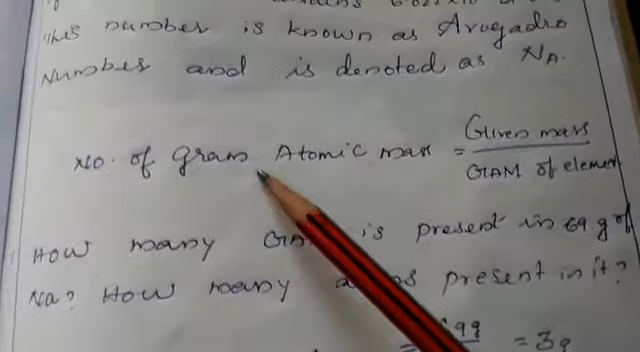 This number is known as Avogadro
Number and is denoted as NA.
No. of gram Atomic mass = Given mass / GAM of element
How many is present in 69 g of
Na? How many present in it?
= 3g